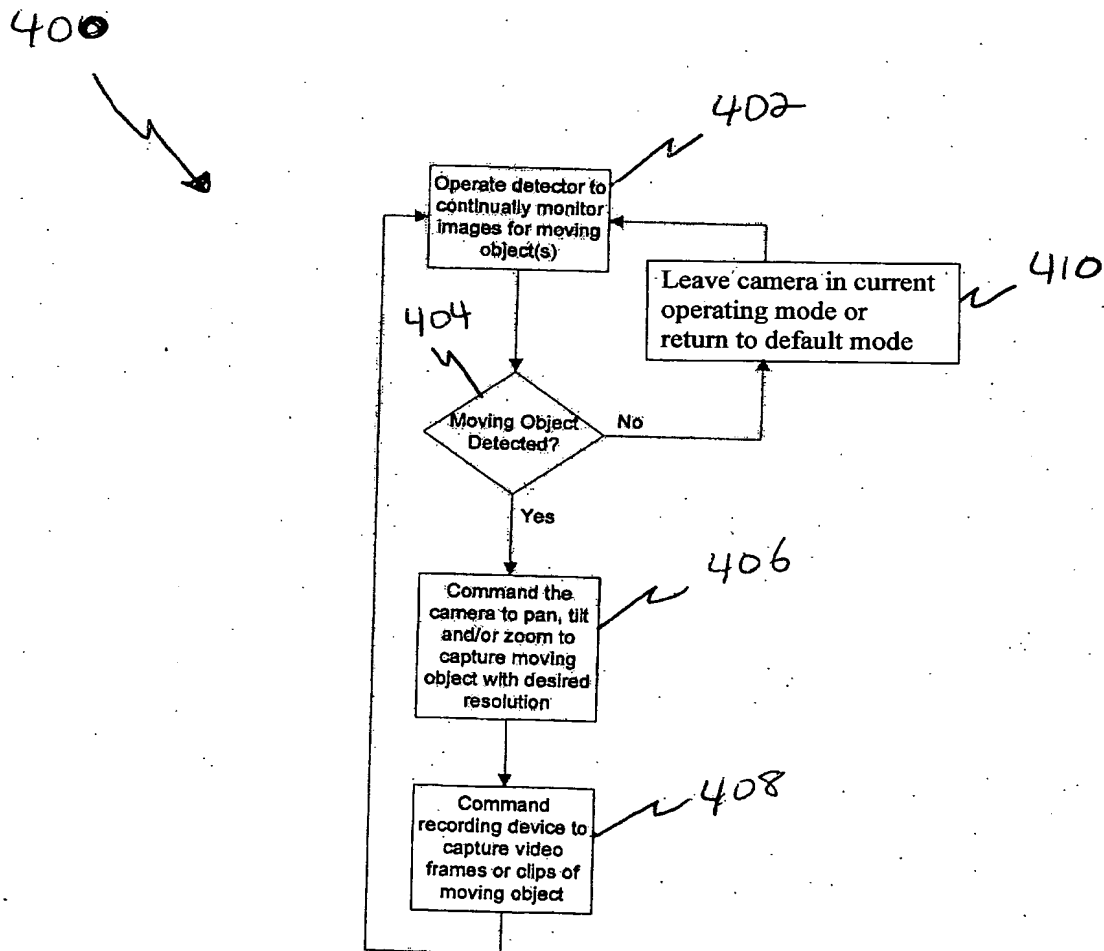 400
402
Operate detector to
continually monitor
images for moving
object(s)
Leave camera in current
operating mode or
return to default mode
410
404
Moving Object
Detected?
No
Yes
406
Command the
camera to pan, tilt
and/or zoom to
capture moving
object with desired
resolution
408
Command
recording device to
capture video
frames or clips of
moving object